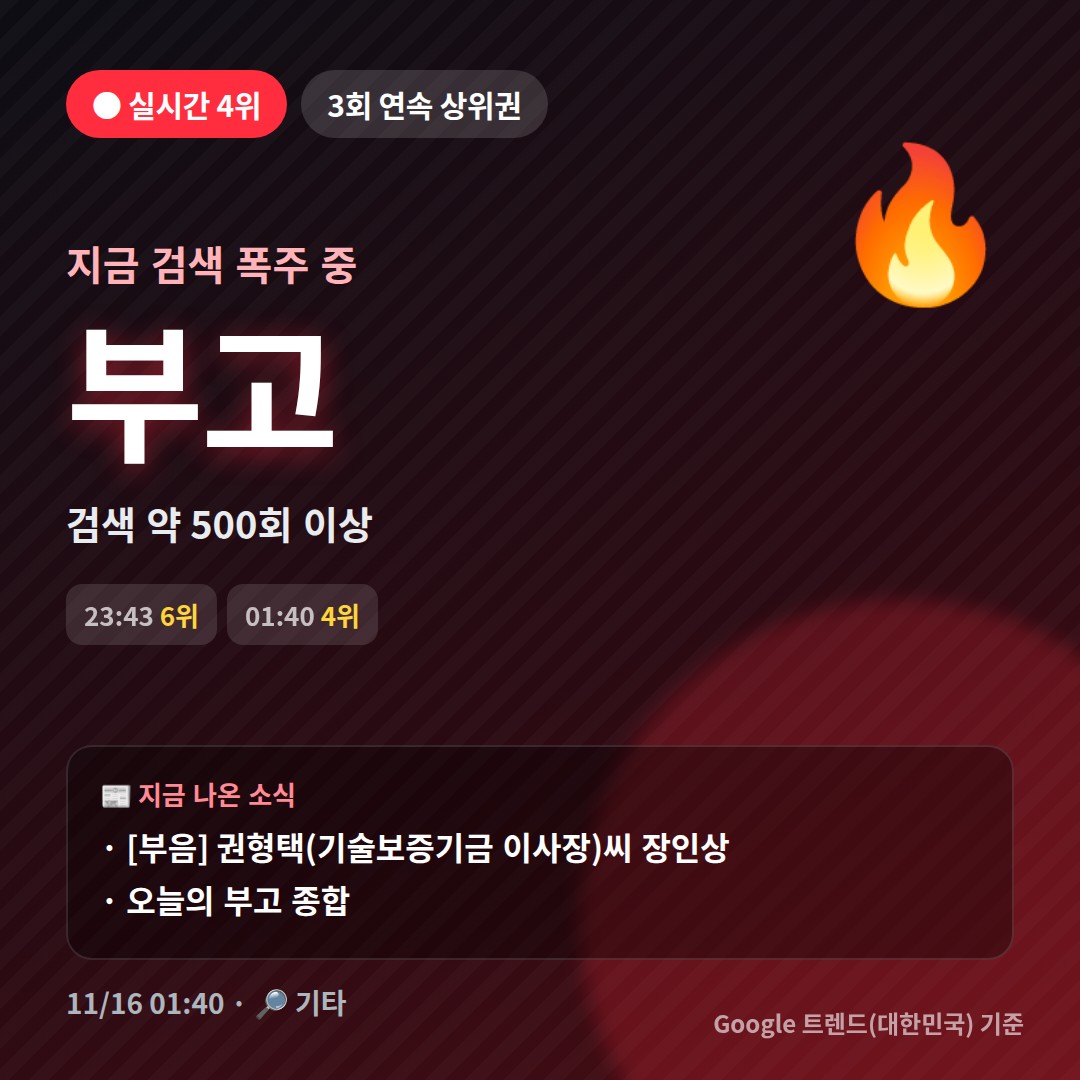 실시간 4위
3회 연속 상위권
지금 검색 폭주 중
부고
검색 약 500회 이상
23:43 6위
01:40 4위
지금 나온 소식
· [부음] 권형택(기술보증기금 이사장)씨 장인상
· 오늘의 부고 종합
11/16 01:40 · 🔎 기타
Google 트렌드(대한민국) 기준